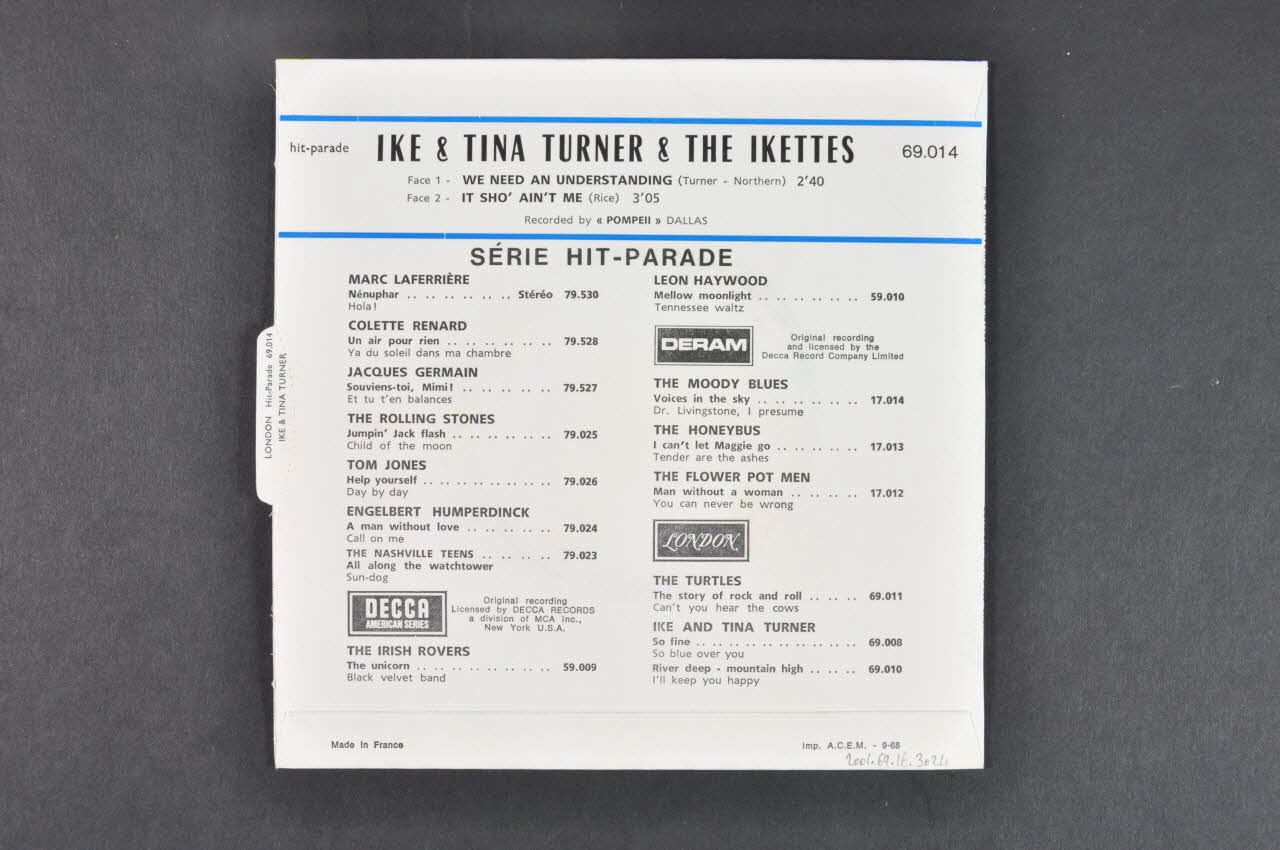 hit-parade IKE & TINA TURNER & THE IKETTES 69.014
Face 1 - WE NEED AN UNDERSTANDING (Turner - Northern) 2'40
Face 2 - IT SHO' AIN'T ME (Rice) 3'05
Recorded by « POMPEII » DALLAS
SÉRIE HIT-PARADE
MARC LAFERRIÈRE
Nénuphar .. .. .. .. .. .. .. Stéréo 79.530
Hola !
COLETTE RENARD
Un air pour rien .. .. .. .. .. .. .. 79.528
Ya du soleil dans ma chambre
JACQUES GERMAIN
Souviens-toi, Mimi ! .. .. .. .. .. .. 79.527
Et tu t'en balances
THE ROLLING STONES
Jumpin' Jack flash .. .. .. .. .. .. .. 79.025
Child of the moon
TOM JONES
Help yourself .. .. .. .. .. .. .. .. .. 79.026
Day by day
ENGELBERT HUMPERDINCK
A man without love .. .. .. .. .. .. 79.024
Call on me
THE NASHVILLE TEENS .. .. .. .. .. 79.023
All along the watchtower
Sun-dog
DECCA
AMERICAN SERIES
Original recording
Licensed by DECCA RECORDS
a division of MCA Inc.,
New York U.S.A.
THE IRISH ROVERS
The unicorn .. .. .. .. .. .. .. .. .. .. 59.009
Black velvet band
LEON HAYWOOD
Mellow moonlight .. .. .. .. .. .. .. 59.010
Tennessee waltz
DERAM
Original recording
and licensed by the
Decca Record Company Limited
THE MOODY BLUES
Voices in the sky .. .. .. .. .. .. .. 17.014
Dr. Livingstone, I presume
THE HONEYBUS
I can't let Maggie go .. .. .. .. .. .. 17.013
Tender are the ashes
THE FLOWER POT MEN
Man without a woman .. .. .. .. .. 17.012
You can never be wrong
LONDON
THE TURTLES
The story of rock and roll .. .. .. .. 69.011
Can't you hear the cows
IKE AND TINA TURNER
So fine .. .. .. .. .. .. .. .. .. .. .. .. 69.008
So blue over you
River deep - mountain high .. .. .. .. 69.010
I'll keep you happy
LONDON Hit-Parade 69.014
IKE & TINA TURNER
Made in France
Imp. A.C.E.M. - 9-68
2001.69.16.3024